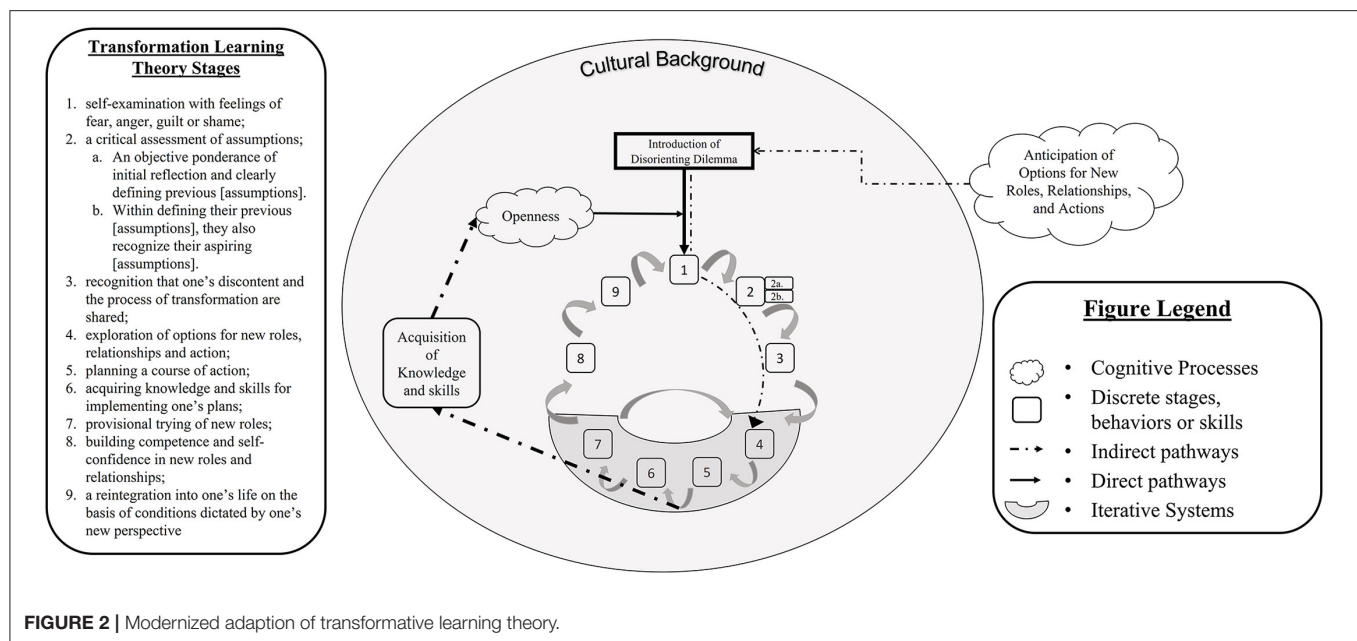 Transformation Learning
Theory Stages
1. self-examination with feelings of
fear, anger, guilt or shame;
2. a critical assessment of assumptions;
a. An objective ponderance of
initial reflection and clearly
defining previous [assumptions].
b. Within defining their previous
[assumptions], they also
recognize their aspiring
[assumptions].
3. recognition that one's discontent and
the process of transformation are
shared;
4. exploration of options for new roles,
relationships and action;
5. planning a course of action;
6. acquiring knowledge and skills for
implementing one's plans;
7. provisional trying of new roles;
8. building competence and self-
confidence in new roles and
relationships;
9. a reintegration into one's life on the
basis of conditions dictated by one's
new perspective
Cultural Background
Introduction of
Disorienting Dilemma
Anticipation of
Options for New
Roles, Relationships,
and Actions
Openness
1
2
2a.
2b.
3
4
5
6
7
8
9
Acquisition
of
Knowledge
and skills
Figure Legend
• Cognitive Processes
• Discrete stages,
behaviors or skills
• Indirect pathways
• Direct pathways
• Iterative Systems
FIGURE 2 | Modernized adaption of transformative learning theory.